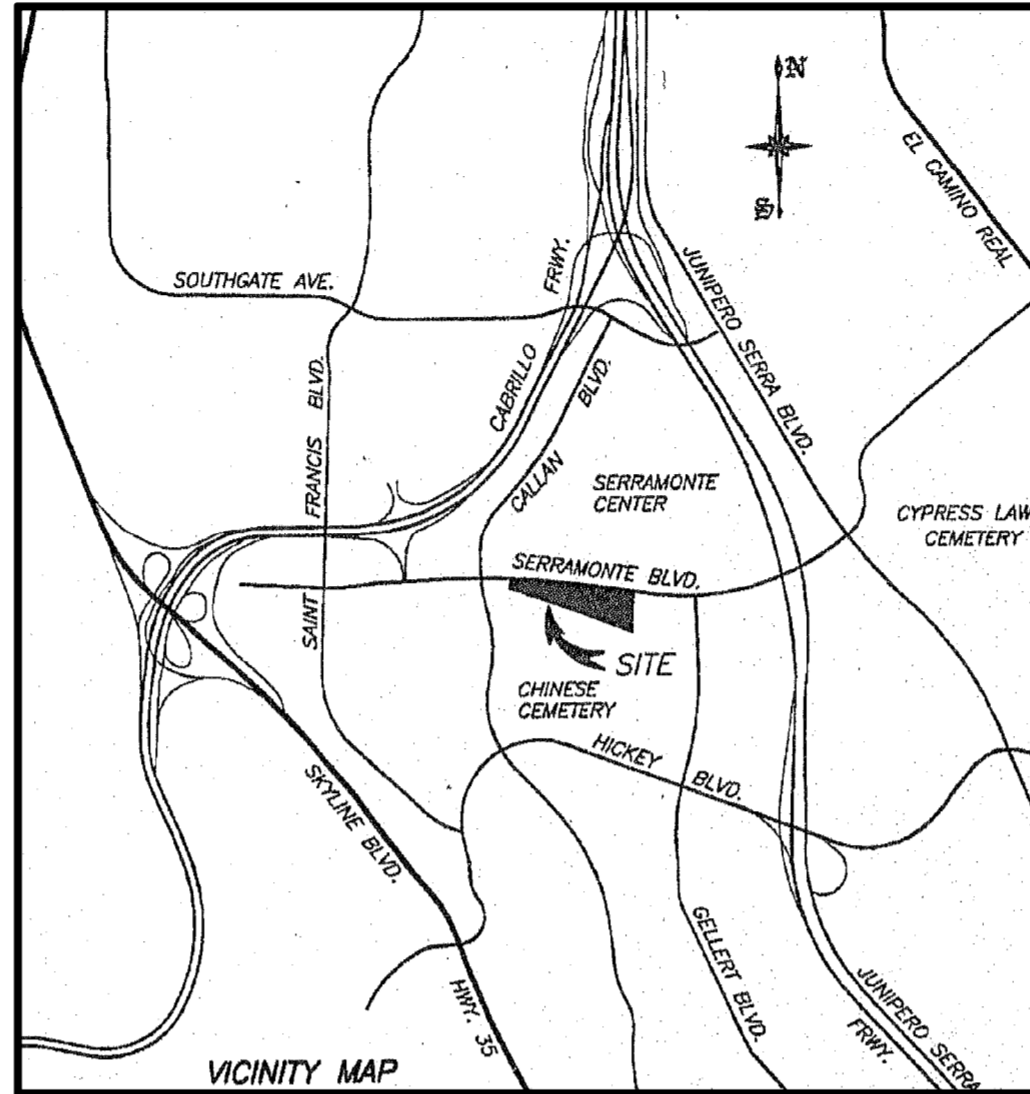 N
S
EL CAMINO REAL
SOUTHGATE AVE.
FRWY.
JUNIPERO SERRA BLVD.
CABRILLO
SAINT FRANCIS BLVD.
CALLAN BLVD.
SERRAMONTE
CENTER
CYPRESS LAW
CEMETERY
SERRAMONTE BLVD.
SITE
CHINESE
CEMETERY
HICKEY BLVD.
SKYLINE BLVD.
GELLERT BLVD.
HWY. 35
JUNIPERO SERRA
FRWY.
VICINITY MAP